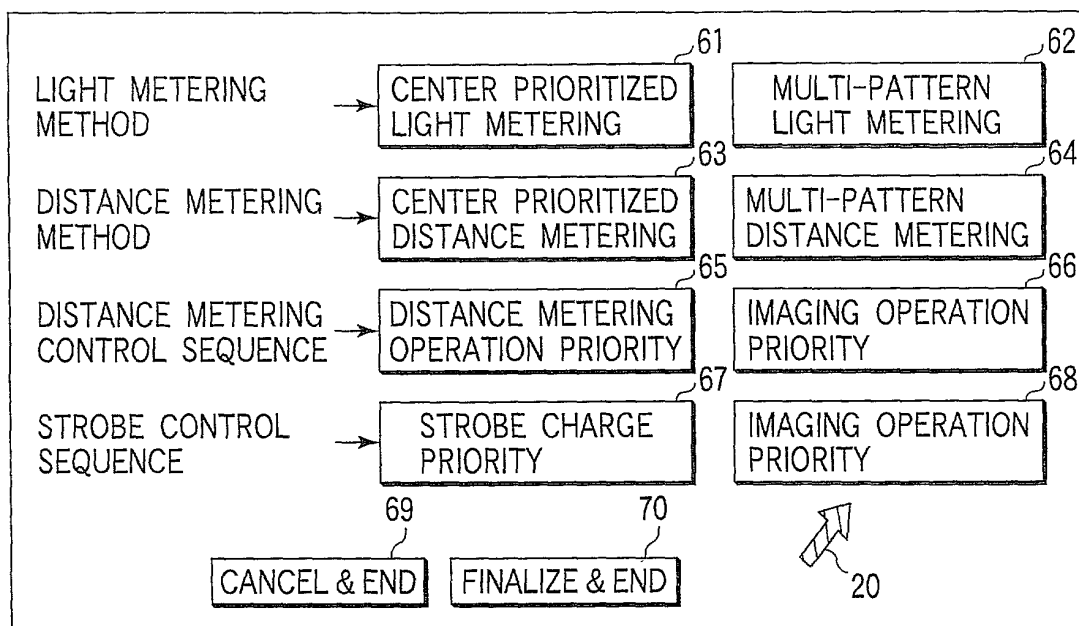 61
62
LIGHT METERING
METHOD
CENTER PRIORITIZED
LIGHT METERING
MULTI-PATTERN
LIGHT METERING
63
64
DISTANCE METERING
METHOD
CENTER PRIORITIZED
DISTANCE METERING
MULTI-PATTERN
DISTANCE METERING
65
66
DISTANCE METERING
CONTROL SEQUENCE
DISTANCE METERING
OPERATION PRIORITY
IMAGING OPERATION
PRIORITY
67
68
STROBE CONTROL
SEQUENCE
STROBE CHARGE
PRIORITY
IMAGING OPERATION
PRIORITY
69
70
CANCEL & END
FINALIZE & END
20